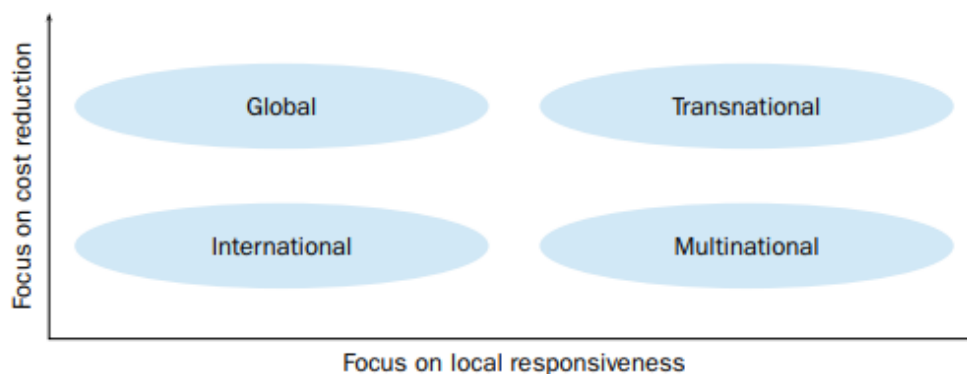 Focus on cost reduction
Global
Transnational
International
Multinational
Focus on local responsiveness